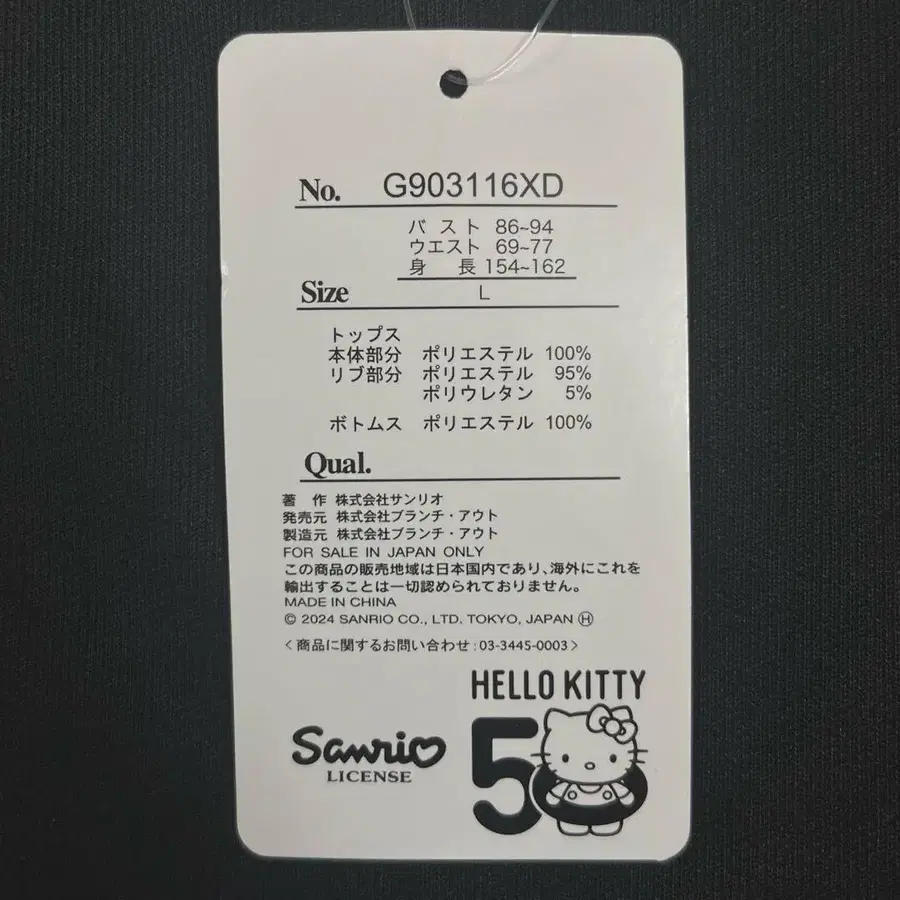 No. G903116XD
バスト 86~94
ウエスト 69~77
身長 154~162
Size L
トップス
本体部分 ポリエステル 100%
リブ部分 ポリエステル 95%
ポリウレタン 5%
ボトムス ポリエステル 100%
Qual.
著作 株式会社サンリオ
発売元 株式会社ブランチ・アウト
製造元 株式会社ブランチ・アウト
FOR SALE IN JAPAN ONLY
この商品の販売地域は日本国内であり、海外にこれを
輸出することは一切認められておりません。
MADE IN CHINA
© 2024 SANRIO CO., LTD. TOKYO, JAPAN Ⓗ
<商品に関するお問い合わせ:03-3445-0003>
HELLO KITTY
50
Sanrio
LICENSE